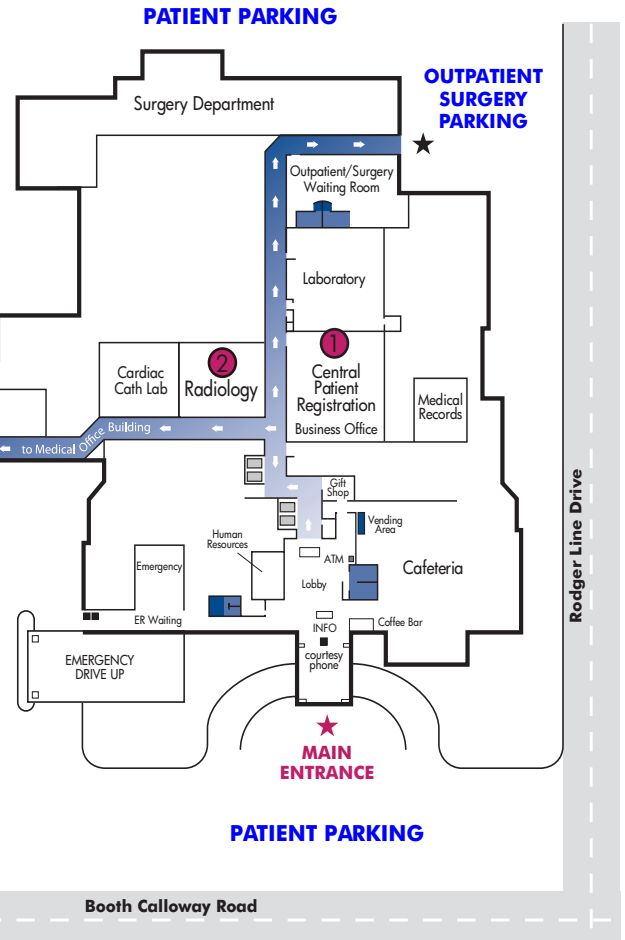 PATIENT PARKING
OUTPATIENT
SURGERY
PARKING
Surgery Department
Outpatient/Surgery
Waiting Room
Laboratory
1
Central
Patient
Registration
Business Office
2
Radiology
Cardiac
Cath Lab
Medical
Records
to Medical Office Building
Gift
Shop
Vending
Area
Human
Resources
ATM
Cafeteria
Lobby
Emergency
ER Waiting
INFO
Coffee Bar
courtesy
phone
EMERGENCY
DRIVE UP
MAIN
ENTRANCE
PATIENT PARKING
Rodger Line Drive
Booth Calloway Road